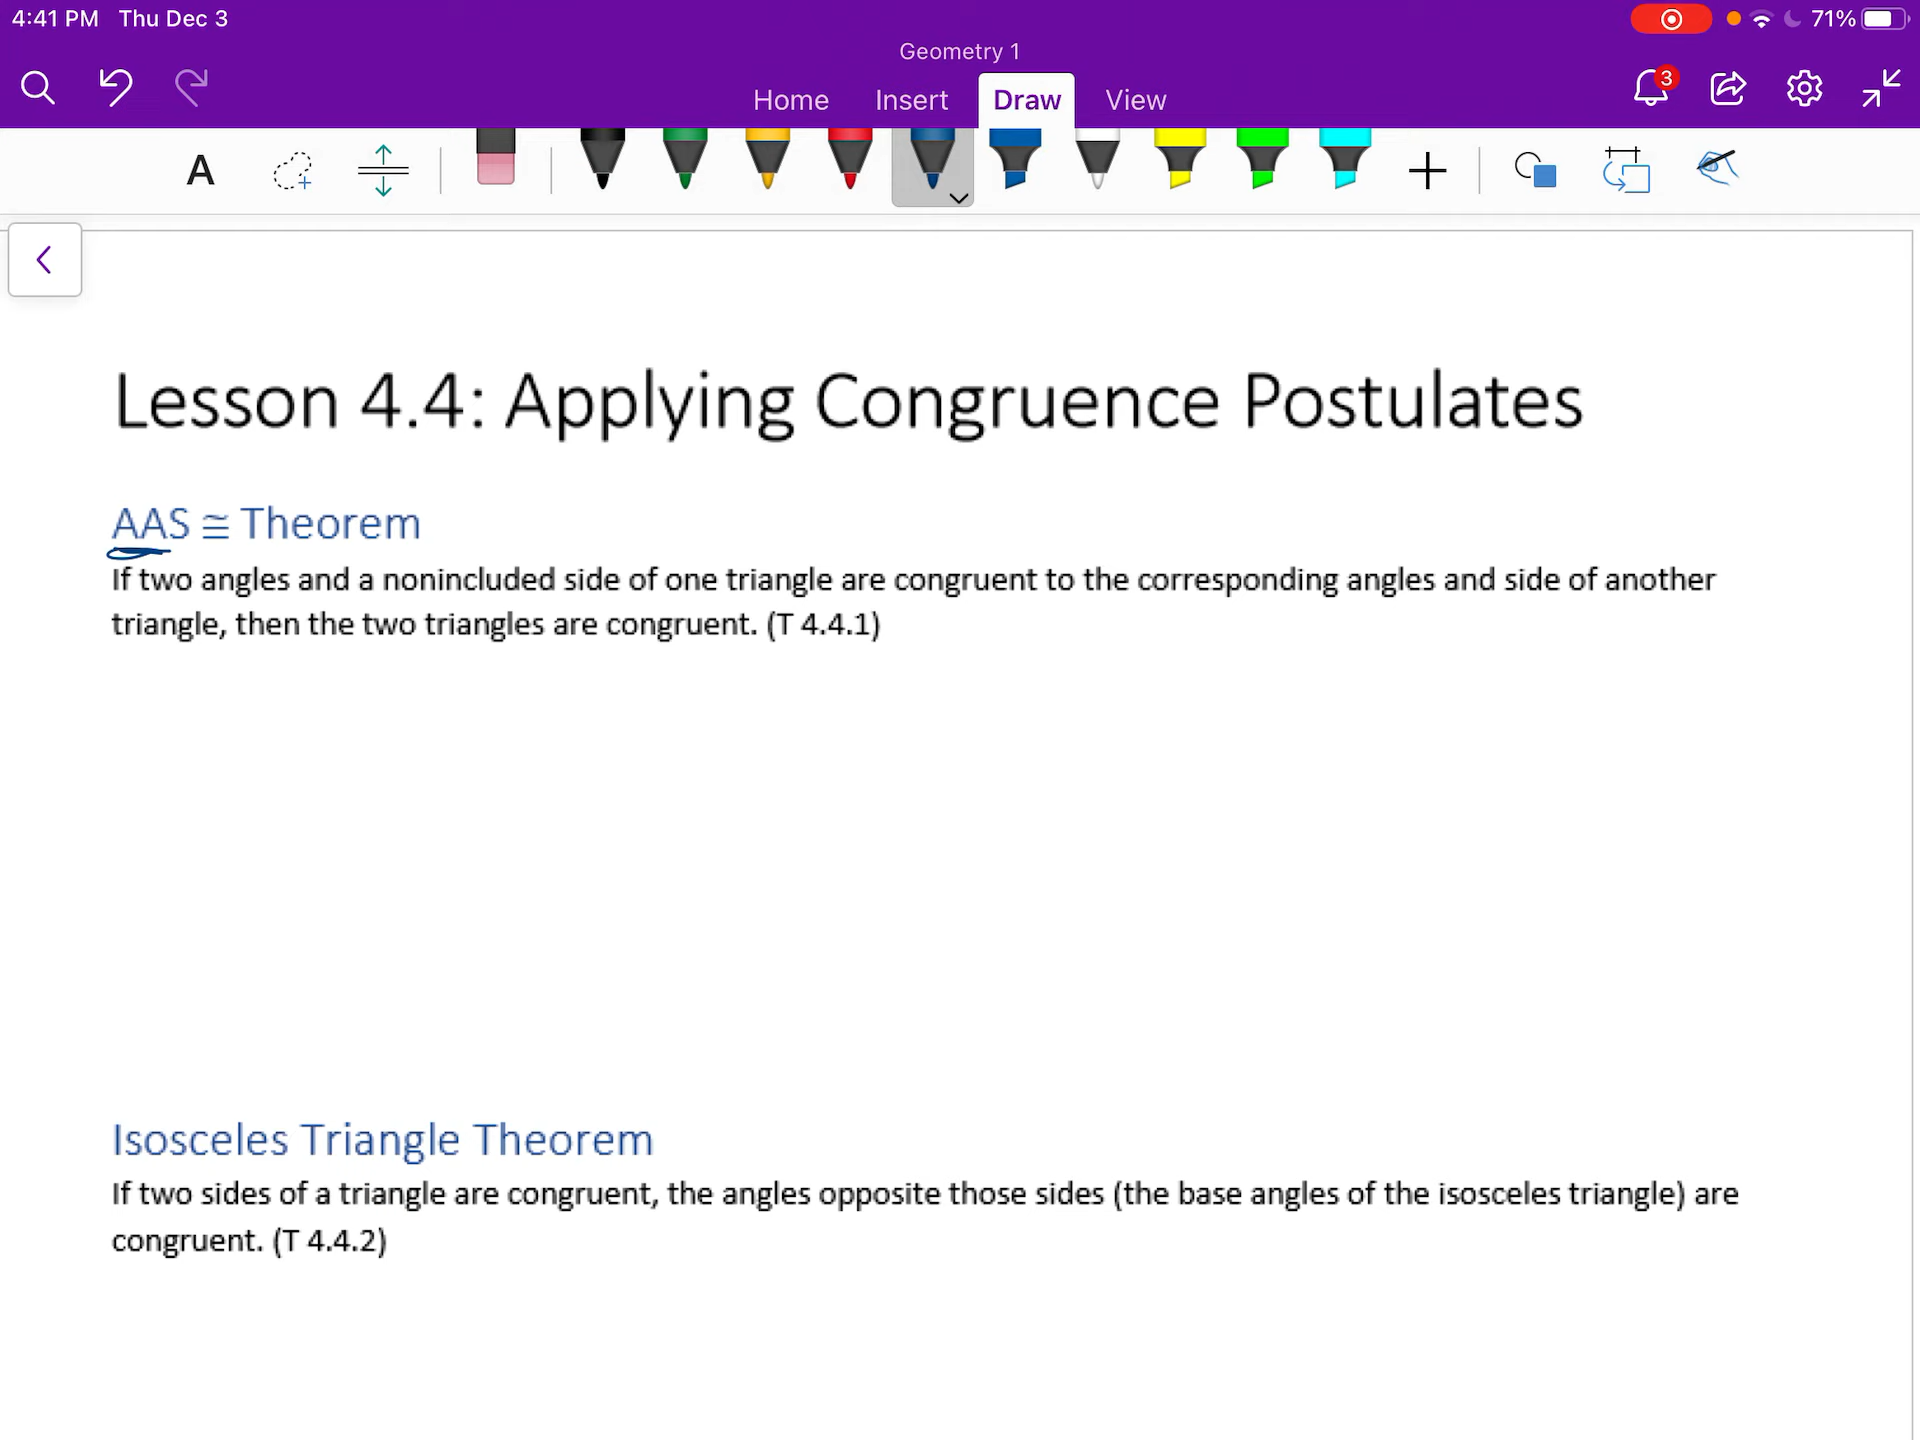 4:41 PM Thu Dec 3 71%
Geometry 1
Home Insert Draw View 3
A
Lesson 4.4: Applying Congruence Postulates
AAS ≅ Theorem
If two angles and a nonincluded side of one triangle are congruent to the corresponding angles and side of another
triangle, then the two triangles are congruent. (T 4.4.1)
Isosceles Triangle Theorem
If two sides of a triangle are congruent, the angles opposite those sides (the base angles of the isosceles triangle) are
congruent. (T 4.4.2)